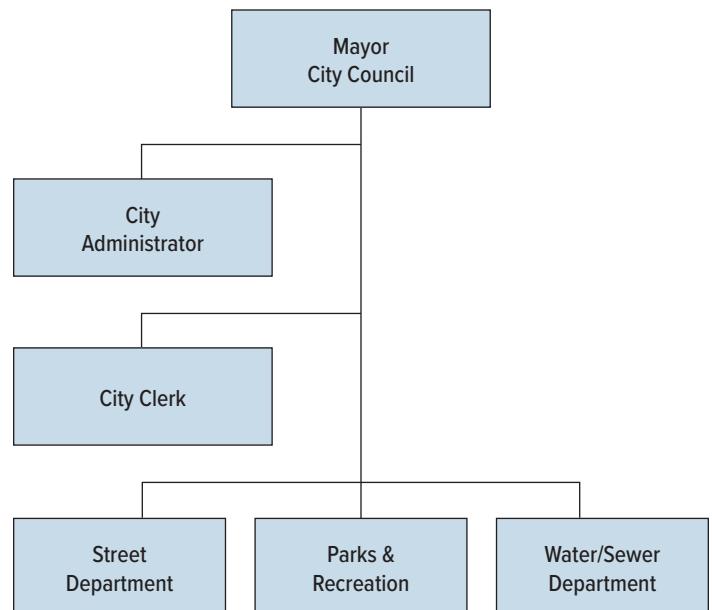 Mayor
City Council
City
Administrator
City Clerk
Street
Department
Parks &
Recreation
Water/Sewer
Department